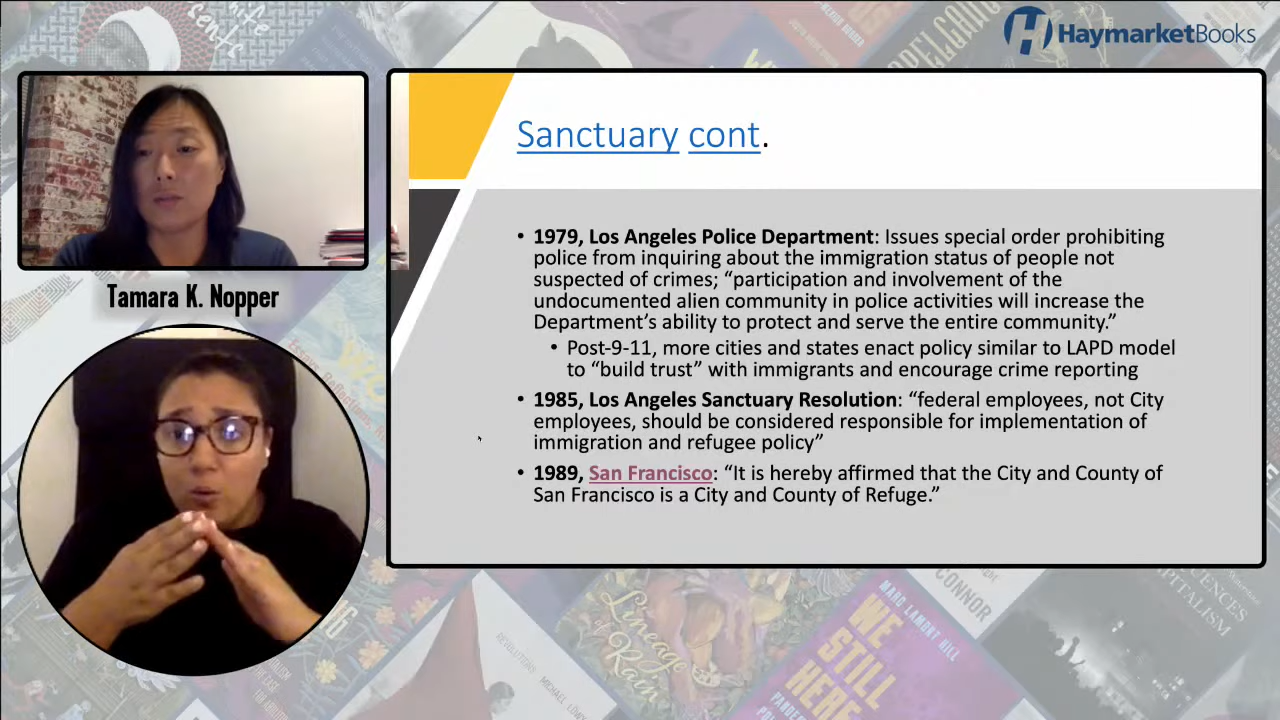 HaymarketBooks
Tamara K. Nopper
Sanctuary cont.
• 1979, Los Angeles Police Department: Issues special order prohibiting
police from inquiring about the immigration status of people not
suspected of crimes; “participation and involvement of the
undocumented alien community in police activities will increase the
Department’s ability to protect and serve the entire community.”
• Post-9-11, more cities and states enact policy similar to LAPD model
to “build trust” with immigrants and encourage crime reporting
• 1985, Los Angeles Sanctuary Resolution: “federal employees, not City
employees, should be considered responsible for implementation of
immigration and refugee policy”
• 1989, San Francisco: “It is hereby affirmed that the City and County of
San Francisco is a City and County of Refuge.”
Lineage
of Rain
MARC LAMONT HILL
WE
STILL
HERE
CONNOR
REVOLUTIONS